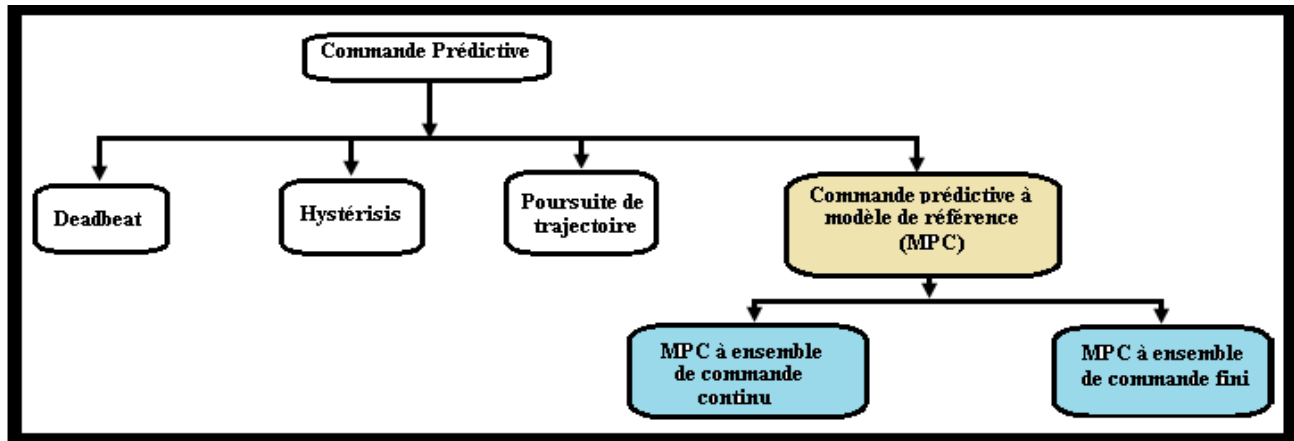 Commande Prédictive
Deadbeat
Hystérisis
Poursuite de
trajectoire
Commande prédictive à
modèle de référence
(MPC)
MPC à ensemble
de commande
continu
MPC à ensemble
de commande fini